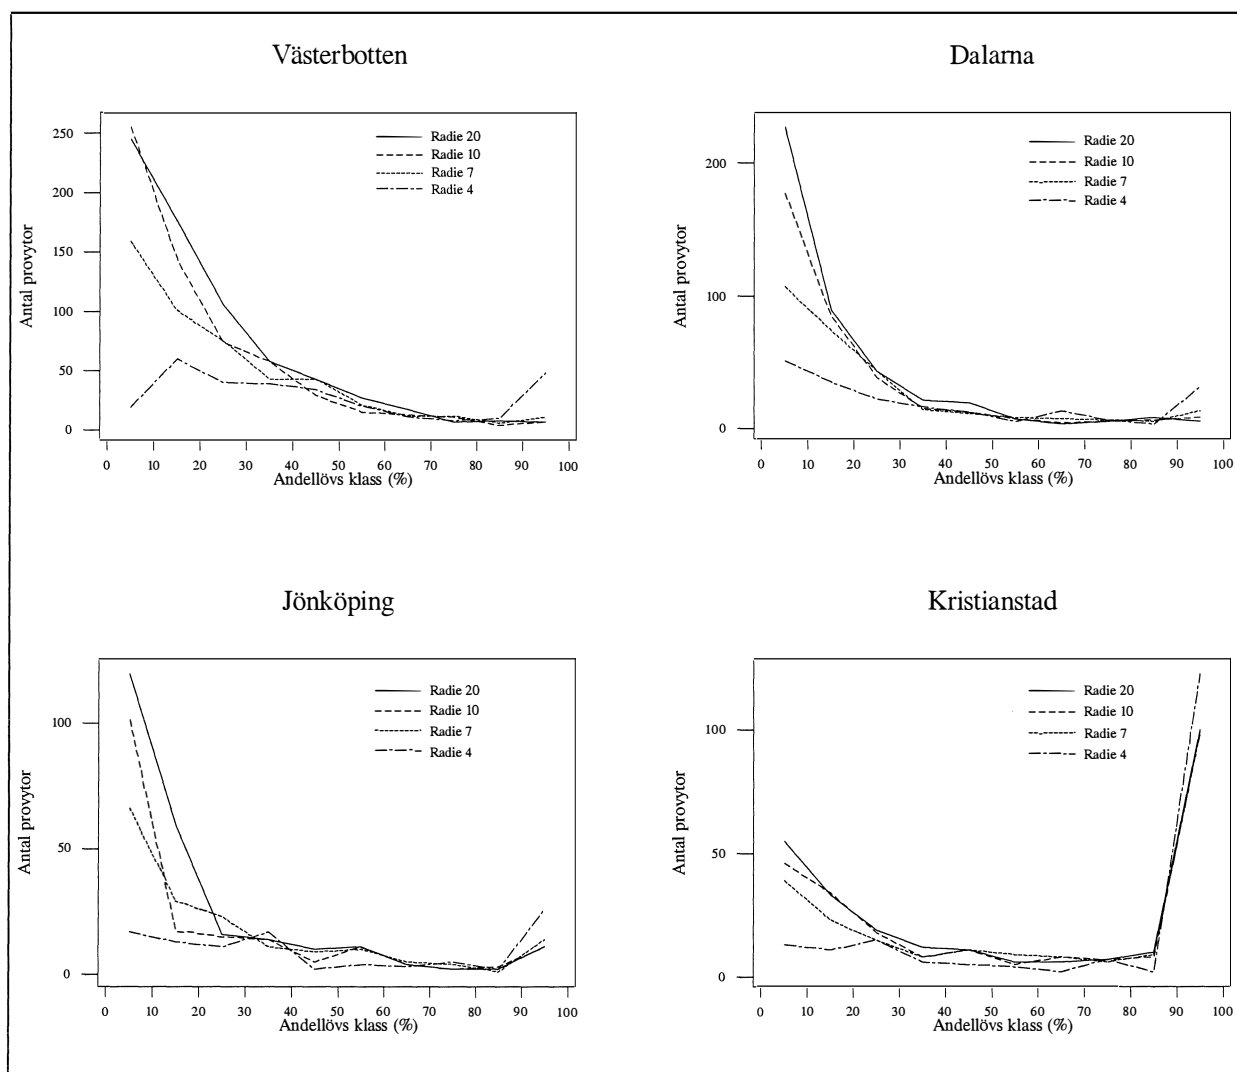 Västerbotten
250
200
150
100
50
0
Antal provytor
Radie 20
Radie 10
Radie 7
Radie 4
0 10 20 30 40 50 60 70 80 90 100
Andellövs klass (%)
Dalarna
200
100
0
Antal provytor
Radie 20
Radie 10
Radie 7
Radie 4
0 10 20 30 40 50 60 70 80 90 100
Andellövs klass (%)
Jönköping
100
50
0
Antal provytor
Radie 20
Radie 10
Radie 7
Radie 4
0 10 20 30 40 50 60 70 80 90 100
Andellövs klass (%)
Kristianstad
100
50
0
Antal provytor
Radie 20
Radie 10
Radie 7
Radie 4
0 10 20 30 40 50 60 70 80 90 100
Andellövs klass (%)